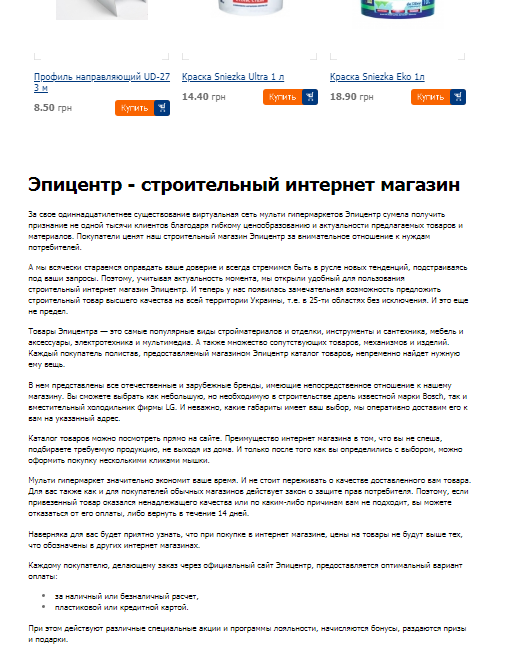 Профиль направляющий UD-27
3 м
8.50 грн
Купить
Краска Sniezka Ultra 1 л
14.40 грн
Купить
Краска Sniezka Eko 1л
18.90 грн
Купить
Эпицентр - строительный интернет магазин
За свое одиннадцатилетнее существование виртуальная сеть мульти гипермаркетов Эпицентр сумела получить
признание не одной тысячи клиентов благодаря гибкому ценообразованию и актуальности предлагаемых товаров и
материалов. Покупатели ценят наш строительный магазин Эпицентр за внимательное отношение к нуждам
потребителей.
А мы всячески стараемся оправдать ваше доверие и всегда стремимся быть в русле новых тенденций, подстраиваясь
под ваши запросы. Поэтому, учитывая актуальность момента, мы открыли удобный для пользования
строительный интернет магазин Эпицентр. И теперь у нас появилась замечательная возможность предложить
строительный товар высшего качества на всей территории Украины, т.е. в 25-ти областях без исключения. И это еще
не предел.
Товары Эпицентра — это самые популярные виды стройматериалов и отделки, инструменты и сантехника, мебель и
аксессуары, электротехника и мультимедиа. А также множество сопутствующих товаров, механизмов и изделий.
Каждый покупатель полистав, предоставляемый магазином Эпицентр каталог товаров, непременно найдет нужную
ему вещь.
В нем представлены все отечественные и зарубежные бренды, имеющие непосредственное отношение к нашему
магазину. Вы сможете выбрать как небольшую, но необходимую в строительстве дрель известной марки Bosch, так и
вместительный холодильник фирмы LG. И неважно, какие габариты имеет ваш выбор, мы оперативно доставим его к
вам на указанный адрес.
Каталог товаров можно посмотреть прямо на сайте. Преимущество интернет магазина в том, что вы не спеша,
подбираете требуемую продукцию, не выходя из дома. И только после того как вы определились с выбором, можно
оформить покупку несколькими кликами мышки.
Мульти гипермаркет значительно экономит ваше время. И не стоит переживать о качестве доставленного вам товара.
Для вас также как и для покупателей обычных магазинов действует закон о защите прав потребителя. Поэтому, если
привезенный товар оказался ненадлежащего качества или по каким-либо причинам вам не подходит, вы можете
отказаться от его оплаты, либо вернуть в течение 14 дней.
Наверняка для вас будет приятно узнать, что при покупке в интернет магазине, цены на товары не будут выше тех,
что обозначены в других интернет магазинах.
Каждому покупателю, делающему заказ через официальный сайт Эпицентр, предоставляется оптимальный вариант
оплаты:
• за наличный или безналичный расчет,
• пластиковой или кредитной картой.
При этом действуют различные специальные акции и программы лояльности, начисляются бонусы, раздаются призы
и подарки.